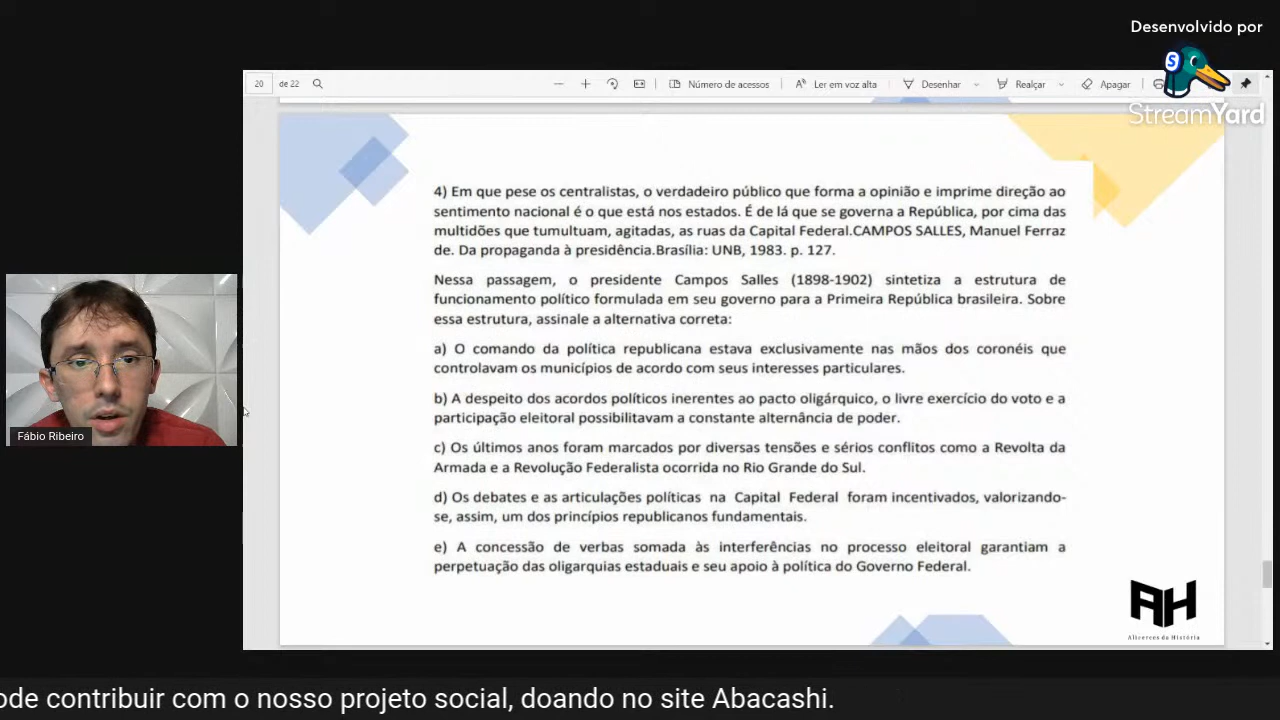 Desenvolvido por
StreamYard
20 de 22 Número de acessos Ler em voz alta Desenhar Realçar Apagar
4) Em que pese os centralistas, o verdadeiro público que forma a opinião e imprime direção ao
sentimento nacional é o que está nos estados. É de lá que se governa a República, por cima das
multidões que tumultuam, agitadas, as ruas da Capital Federal.CAMPOS SALLES, Manuel Ferraz
de. Da propaganda à presidência.Brasília: UNB, 1983. p. 127.
Nessa passagem, o presidente Campos Salles (1898-1902) sintetiza a estrutura de
funcionamento político formulada em seu governo para a Primeira República brasileira. Sobre
essa estrutura, assinale a alternativa correta:
a) O comando da política republicana estava exclusivamente nas mãos dos coronéis que
controlavam os municípios de acordo com seus interesses particulares.
b) A despeito dos acordos políticos inerentes ao pacto oligárquico, o livre exercício do voto e a
participação eleitoral possibilitavam a constante alternância de poder.
c) Os últimos anos foram marcados por diversas tensões e sérios conflitos como a Revolta da
Armada e a Revolução Federalista ocorrida no Rio Grande do Sul.
d) Os debates e as articulações políticas na Capital Federal foram incentivados, valorizando-
se, assim, um dos princípios republicanos fundamentais.
e) A concessão de verbas somada às interferências no processo eleitoral garantiam a
perpetuação das oligarquias estaduais e seu apoio à política do Governo Federal.
AH
Alicerces da História
Fábio Ribeiro
ode contribuir com o nosso projeto social, doando no site Abacashi.